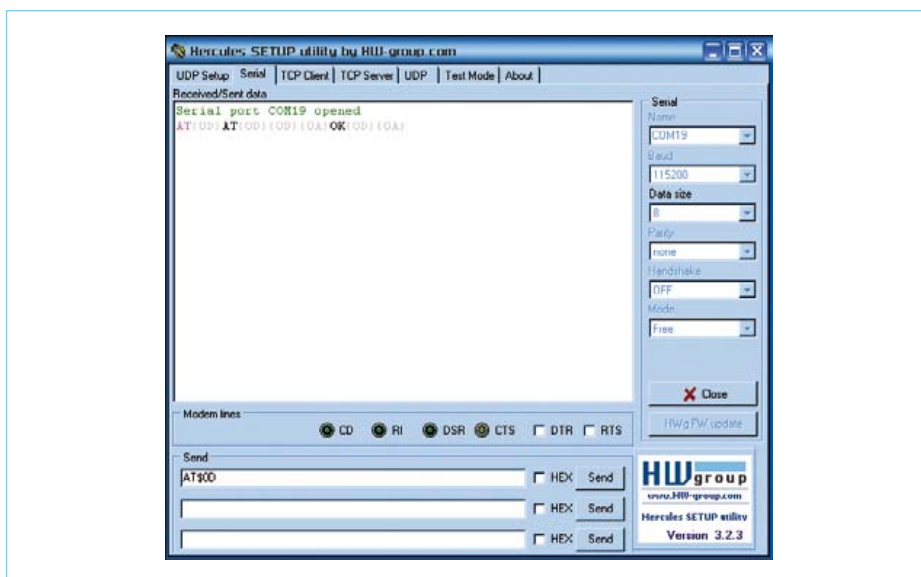 Hercules SETUP utility by HW-group.com
UDP Setup Serial TCP Client TCP Server UDP Test Mode About
Received/Sent data
Serial port COM19 opened
AT{0D}AT{0D}{0D}{0A}OK{0D}{0A}
Serial
Name
COM19
Baud
115200
Data size
8
Parity
none
Handshake
OFF
Mode
Free
Close
HWg FW update
Modem lines
CD RI DSR CTS DTR RTS
Send
AT$0D HEX Send
HEX Send
HEX Send
HWgroup
www.HW-group.com
Hercules SETUP utility
Version 3.2.3